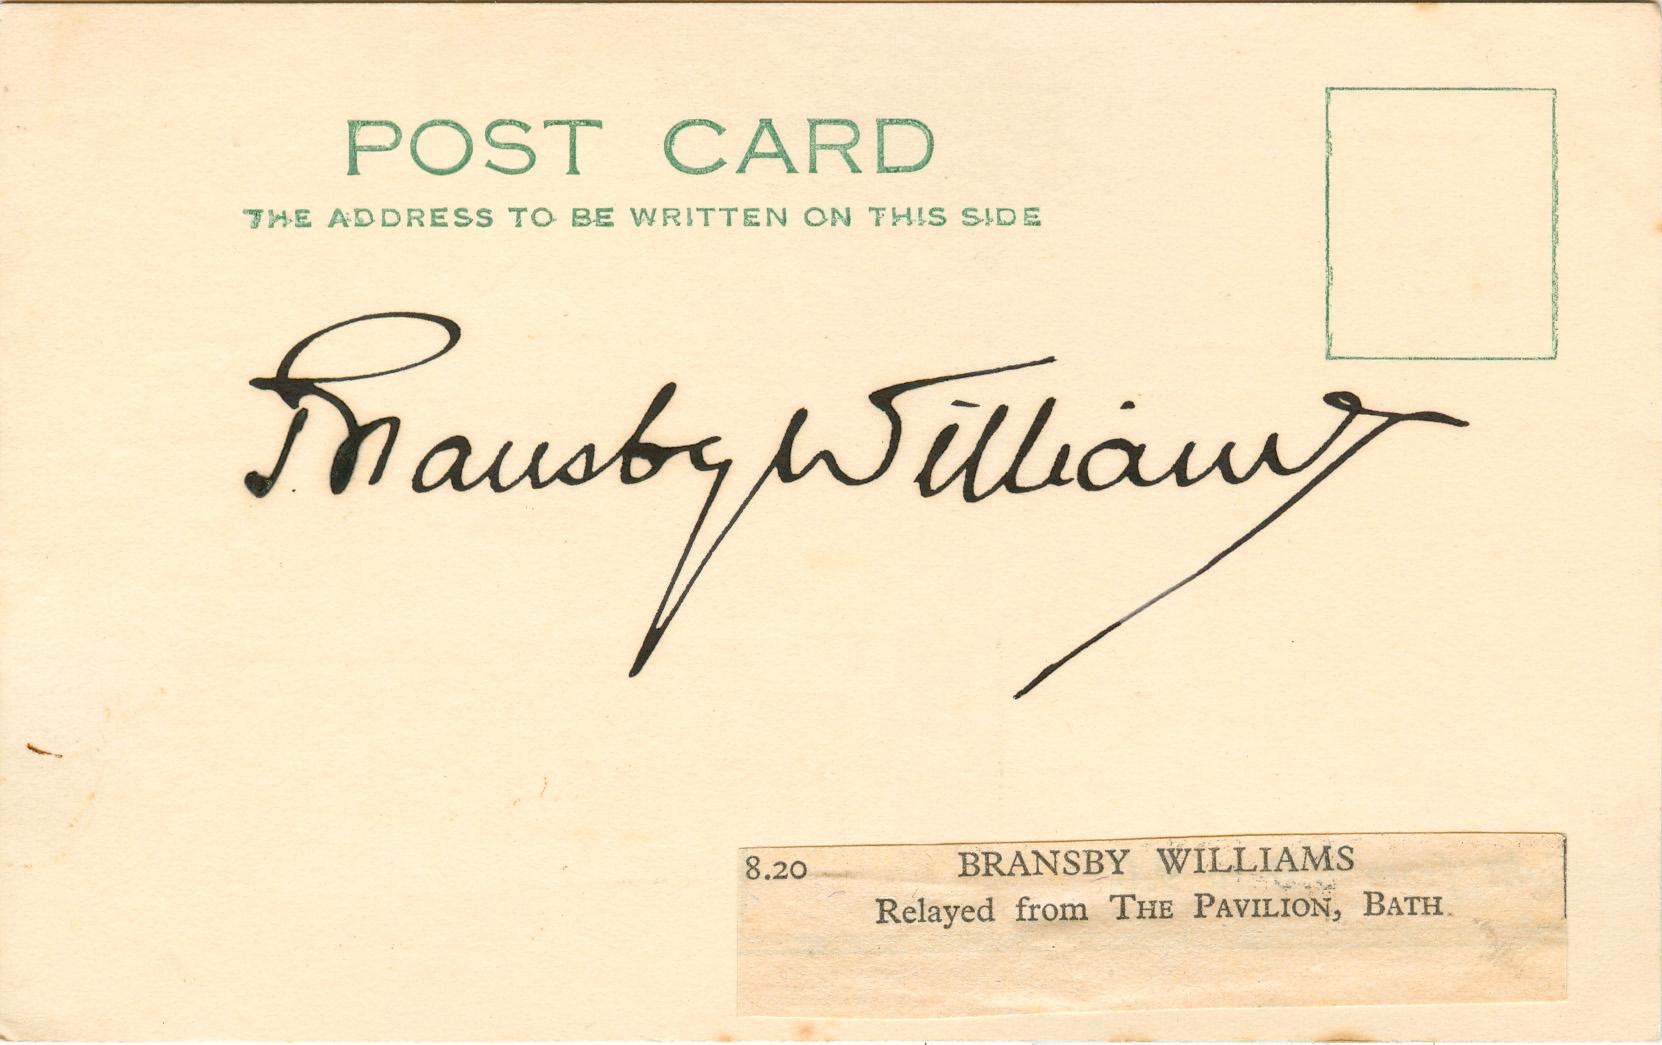 POST CARD
THE ADDRESS TO BE WRITTEN ON THIS SIDE
Bransby Williams
8.20 BRANSBY WILLIAMS
Relayed from THE PAVILION, BATH